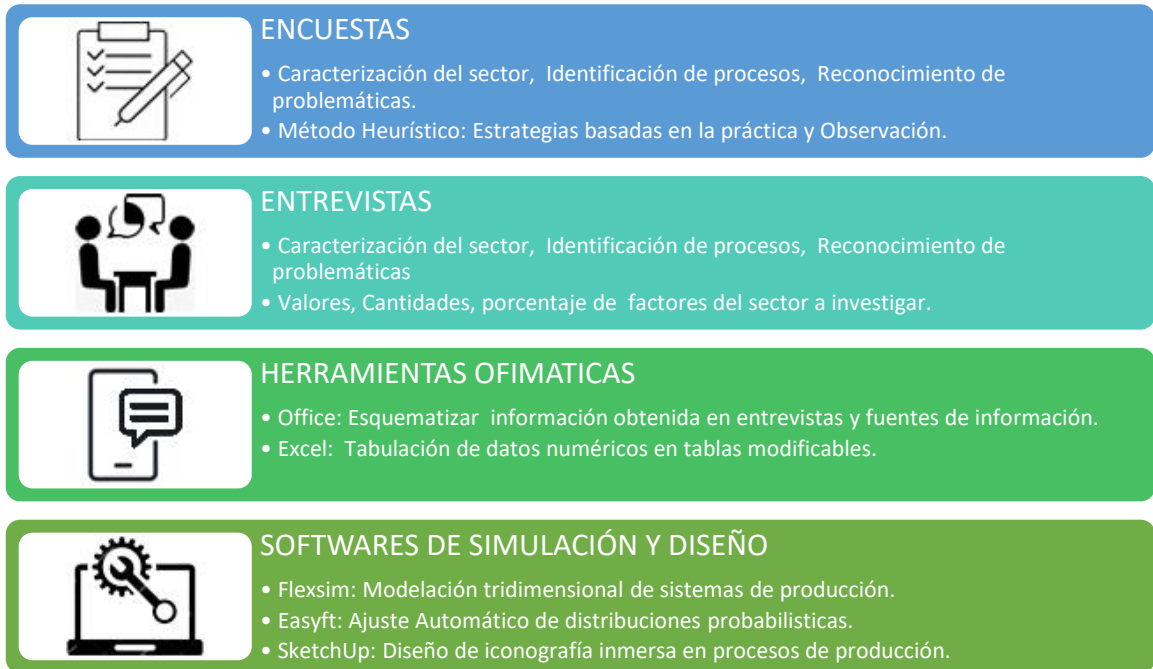 ENCUESTAS
• Caracterización del sector, Identificación de procesos, Reconocimiento de
problemáticas.
• Método Heurístico: Estrategias basadas en la práctica y Observación.
ENTREVISTAS
• Caracterización del sector, Identificación de procesos, Reconocimiento de
problemáticas
• Valores, Cantidades, porcentaje de factores del sector a investigar.
HERRAMIENTAS OFIMATICAS
• Office: Esquematizar información obtenida en entrevistas y fuentes de información.
• Excel: Tabulación de datos numéricos en tablas modificables.
SOFTWARES DE SIMULACIÓN Y DISEÑO
• Flexsim: Modelación tridimensional de sistemas de producción.
• Easyft: Ajuste Automático de distribuciones probabilisticas.
• SketchUp: Diseño de iconografía inmersa en procesos de producción.